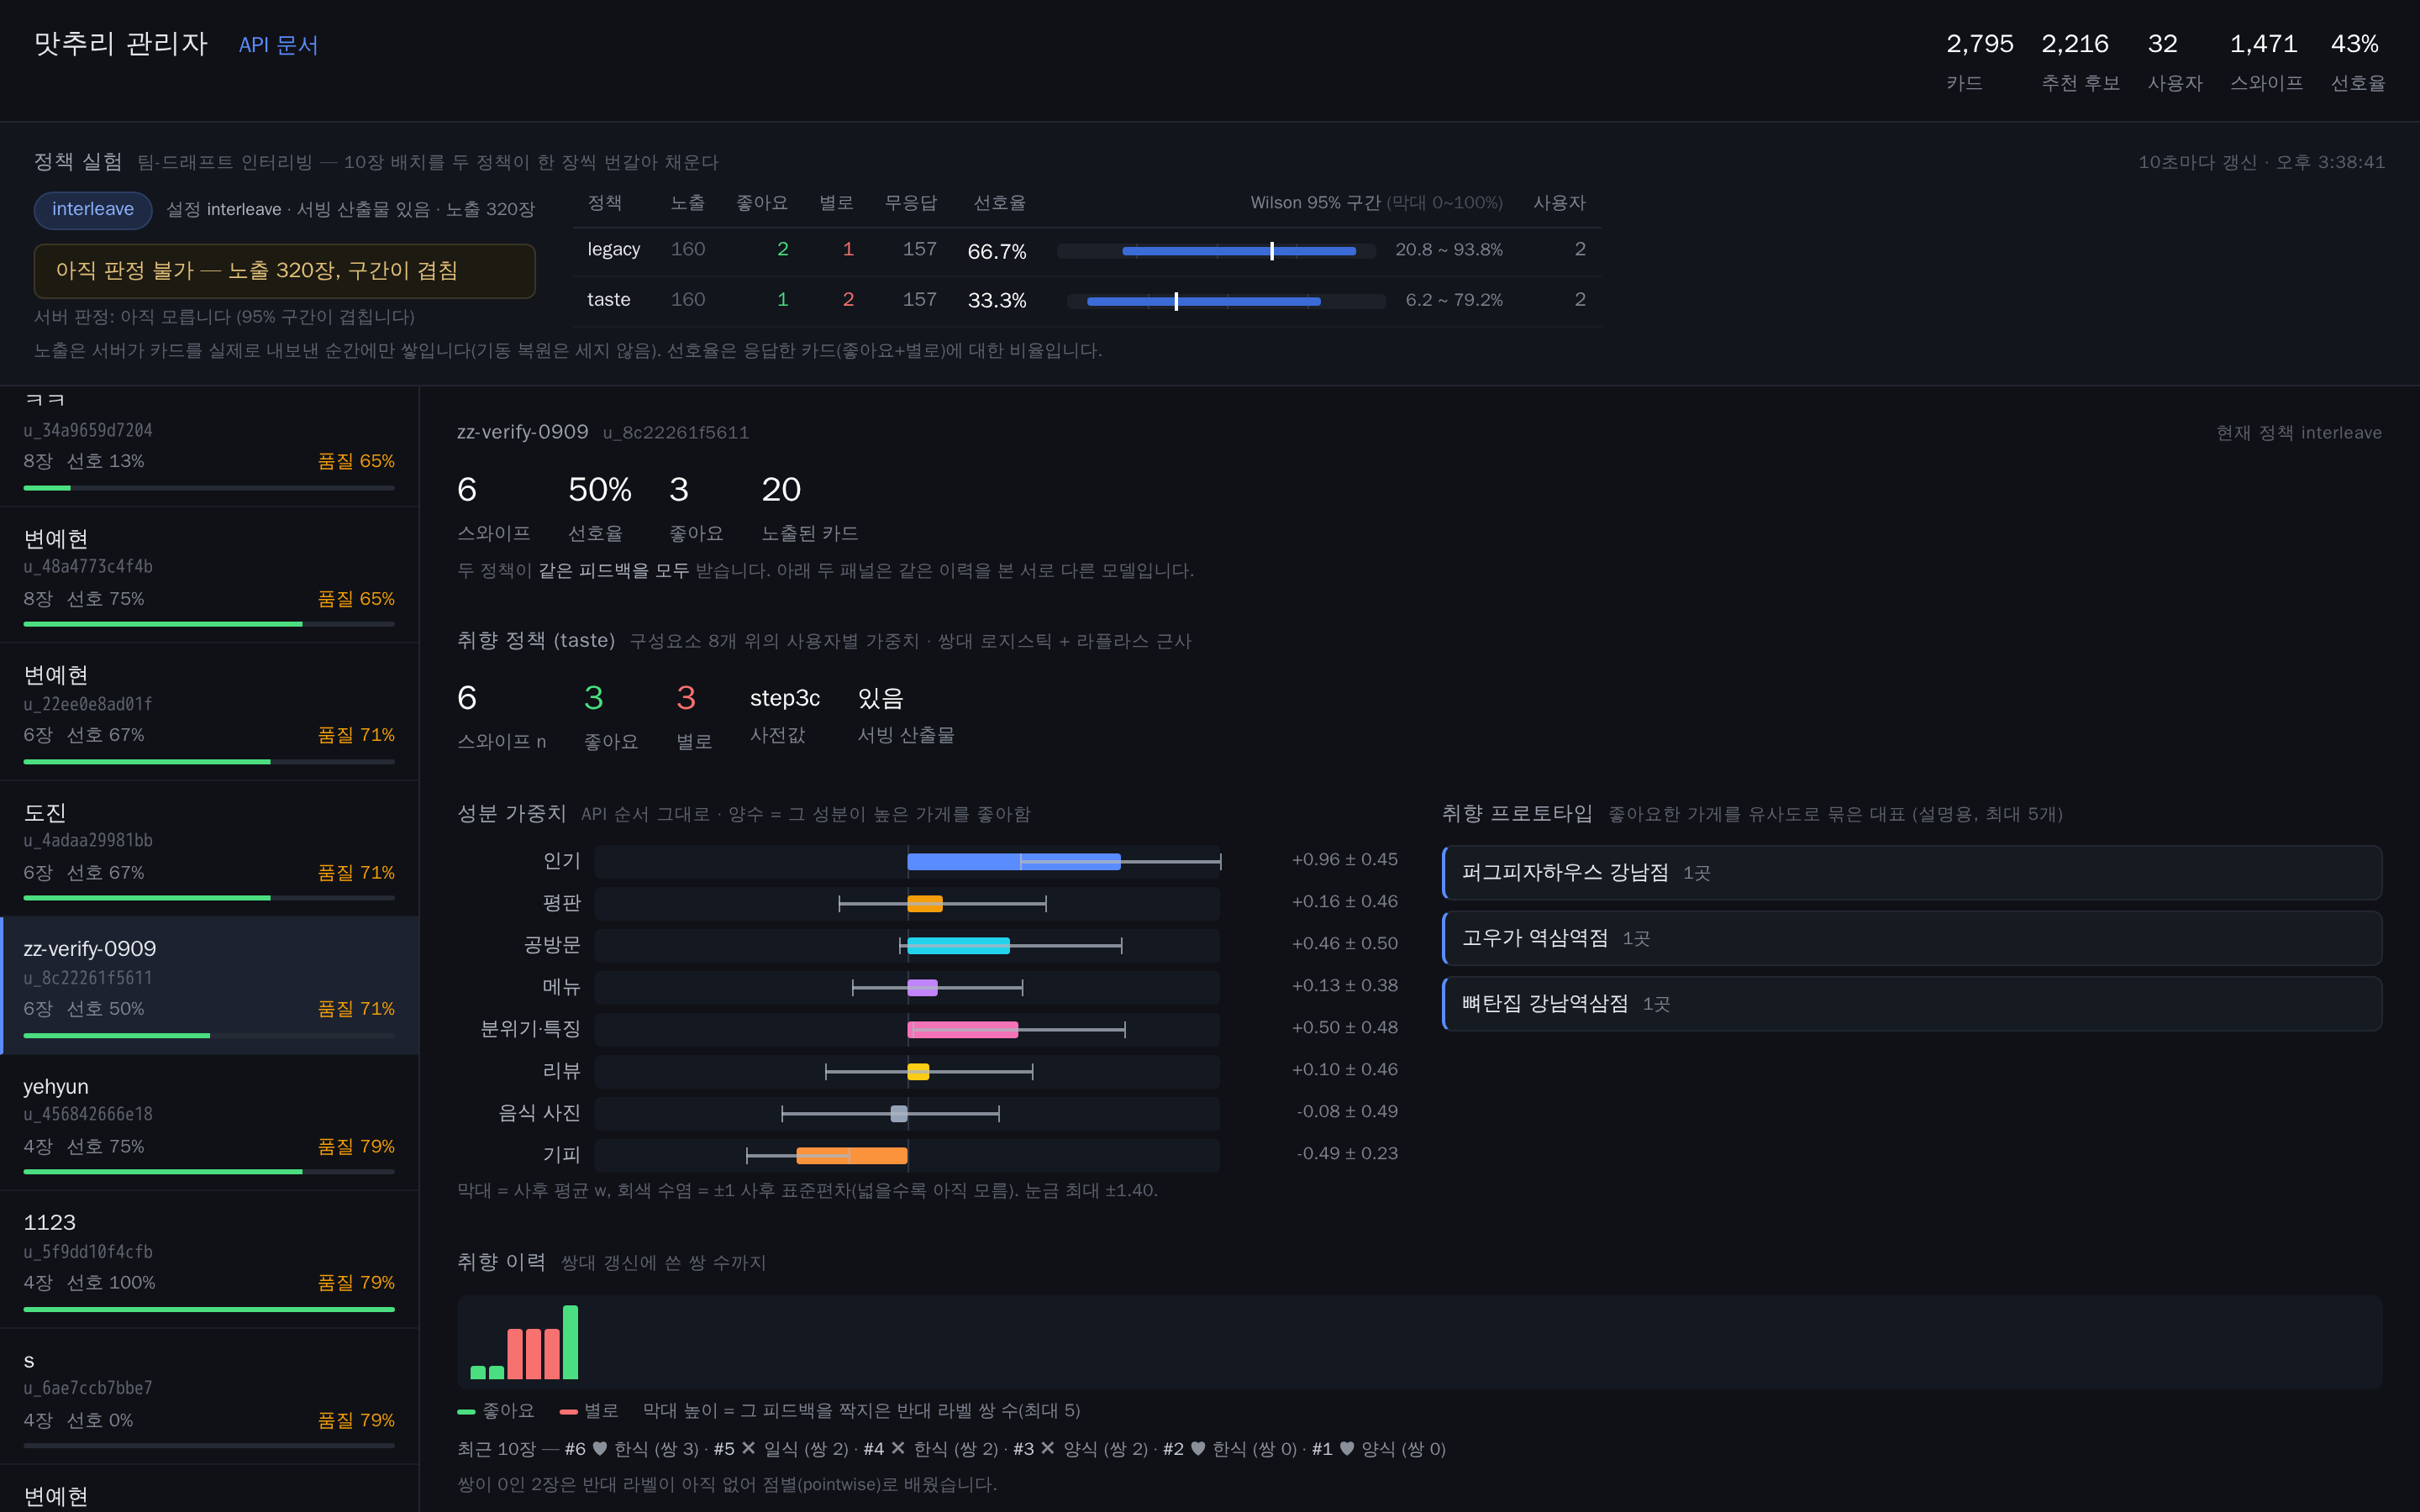 맛추리 관리자 API 문서
2,795 2,216 32 1,471 43%
카드 추천 후보 사용자 스와이프 선호율
정책 실험 팀-드래프트 인터리빙 — 10장 배치를 두 정책이 한 장씩 번갈아 채운다
10초마다 갱신 · 오후 3:38:41
interleave 설정 interleave · 서빙 산출물 있음 · 노출 320장
아직 판정 불가 — 노출 320장, 구간이 겹침
서버 판정: 아직 모릅니다 (95% 구간이 겹칩니다)
정책 노출 좋아요 별로 무응답 선호율 Wilson 95% 구간 (막대 0~100%) 사용자
legacy 160 2 1 157 66.7% 20.8 ~ 93.8% 2
taste 160 1 2 157 33.3% 6.2 ~ 79.2% 2
노출은 서버가 카드를 실제로 내보낸 순간에만 쌓입니다(기동 복원은 세지 않음). 선호율은 응답한 카드(좋아요+별로)에 대한 비율입니다.
ㅋㅋ
u_34a9659d7204
8장 선호 13% 품질 65%
변예현
u_48a4773c4f4b
8장 선호 75% 품질 65%
변예현
u_22ee0e8ad01f
6장 선호 67% 품질 71%
도진
u_4adaa29981bb
6장 선호 67% 품질 71%
zz-verify-0909
u_8c22261f5611
6장 선호 50% 품질 71%
yehyun
u_456842666e18
4장 선호 75% 품질 79%
1123
u_5f9dd10f4cfb
4장 선호 100% 품질 79%
s
u_6ae7ccb7bbe7
4장 선호 0% 품질 79%
변예현
zz-verify-0909 u_8c22261f5611
현재 정책 interleave
6 50% 3 20
스와이프 선호율 좋아요 노출된 카드
두 정책이 같은 피드백을 모두 받습니다. 아래 두 패널은 같은 이력을 본 서로 다른 모델입니다.
취향 정책 (taste) 구성요소 8개 위의 사용자별 가중치 · 쌍대 로지스틱 + 라플라스 근사
6 3 3 step3c 있음
스와이프 n 좋아요 별로 사전값 서빙 산출물
성분 가중치 API 순서 그대로 · 양수 = 그 성분이 높은 가게를 좋아함
인기 +0.96 ± 0.45
평판 +0.16 ± 0.46
공방문 +0.46 ± 0.50
메뉴 +0.13 ± 0.38
분위기·특징 +0.50 ± 0.48
리뷰 +0.10 ± 0.46
음식 사진 -0.08 ± 0.49
기피 -0.49 ± 0.23
막대 = 사후 평균 w, 회색 수염 = ±1 사후 표준편차(넓을수록 아직 모름). 눈금 최대 ±1.40.
취향 프로토타입 좋아요한 가게를 유사도로 묶은 대표 (설명용, 최대 5개)
퍼그피자하우스 강남점 1곳
고우가 역삼역점 1곳
뼈탄집 강남역삼점 1곳
취향 이력 쌍대 갱신에 쓴 쌍 수까지
좋아요 별로 막대 높이 = 그 피드백을 짝지은 반대 라벨 쌍 수(최대 5)
최근 10장 — #6 ♥ 한식 (쌍 3) · #5 ✕ 일식 (쌍 2) · #4 ✕ 한식 (쌍 2) · #3 ✕ 양식 (쌍 2) · #2 ♥ 한식 (쌍 0) · #1 ♥ 양식 (쌍 0)
쌍이 0인 2장은 반대 라벨이 아직 없어 점별(pointwise)로 배웠습니다.